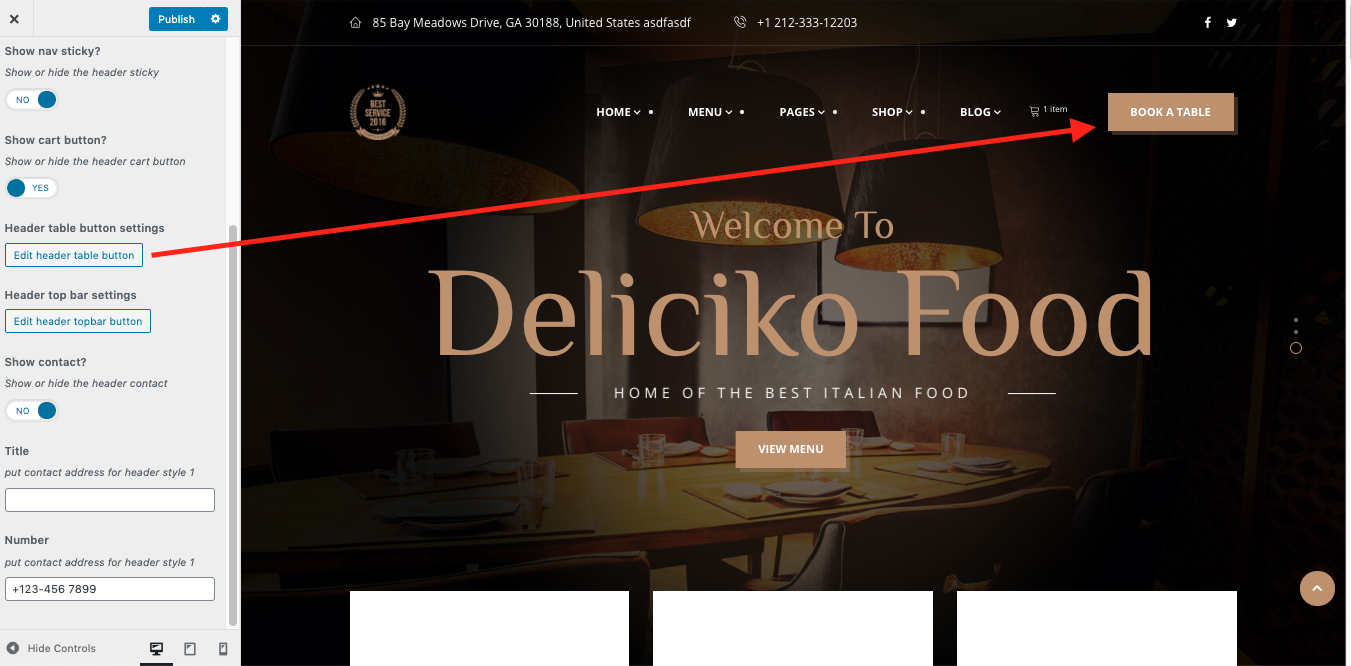 Publish
Show nav sticky?
Show or hide the header sticky
NO
Show cart button?
Show or hide the header cart button
YES
Header table button settings
Edit header table button
Header top bar settings
Edit header topbar button
Show contact?
Show or hide the header contact
NO
Title
put contact address for header style 1
Number
put contact address for header style 1
+123-456 7899
Hide Controls
85 Bay Meadows Drive, GA 30188, United States asdfasdf +1 212-333-12203
BEST
SERVICE
2016
HOME MENU PAGES SHOP BLOG 1 item BOOK A TABLE
Welcome To
Deliciko Food
HOME OF THE BEST ITALIAN FOOD
VIEW MENU